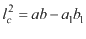 l_c^2 = ab − a_1b_1